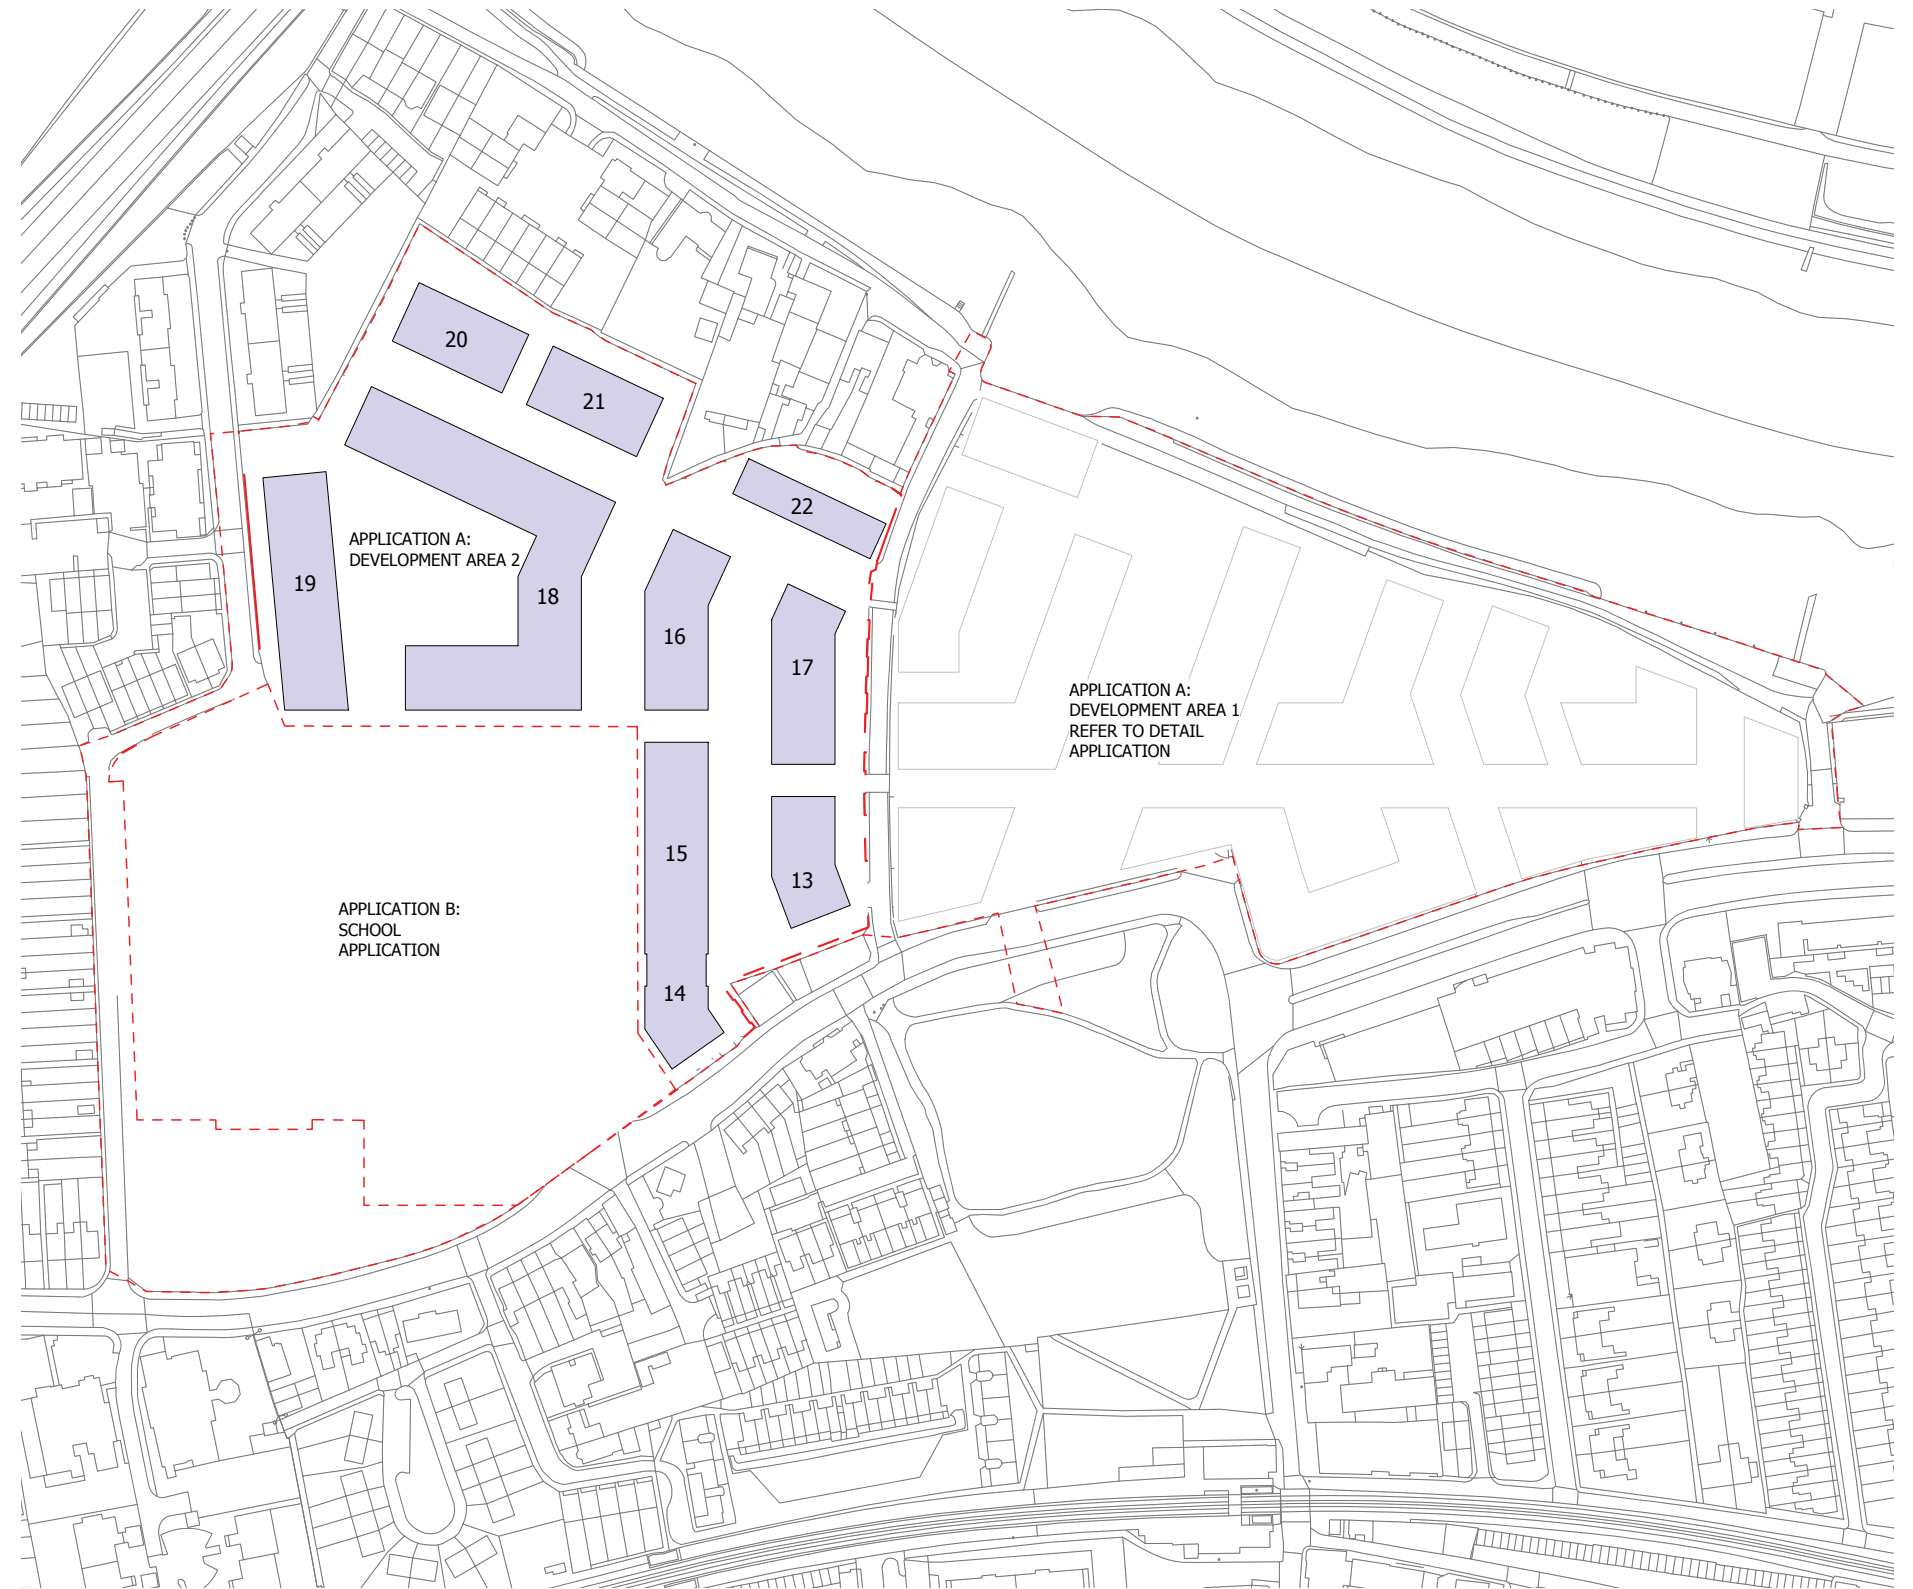 20
21
22
APPLICATION A:
DEVELOPMENT AREA 2
19
18
16
17
APPLICATION A:
DEVELOPMENT AREA 1
REFER TO DETAIL
APPLICATION
15
13
APPLICATION B:
SCHOOL
APPLICATION
14